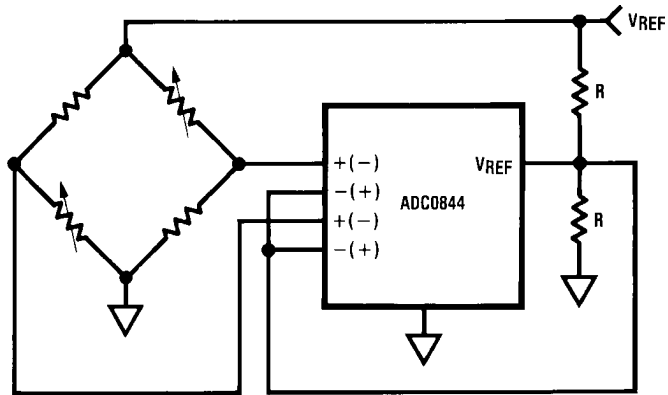 VREF
R
+(−)
−(+)
+(−)
−(+)
VREF
ADC0844
R